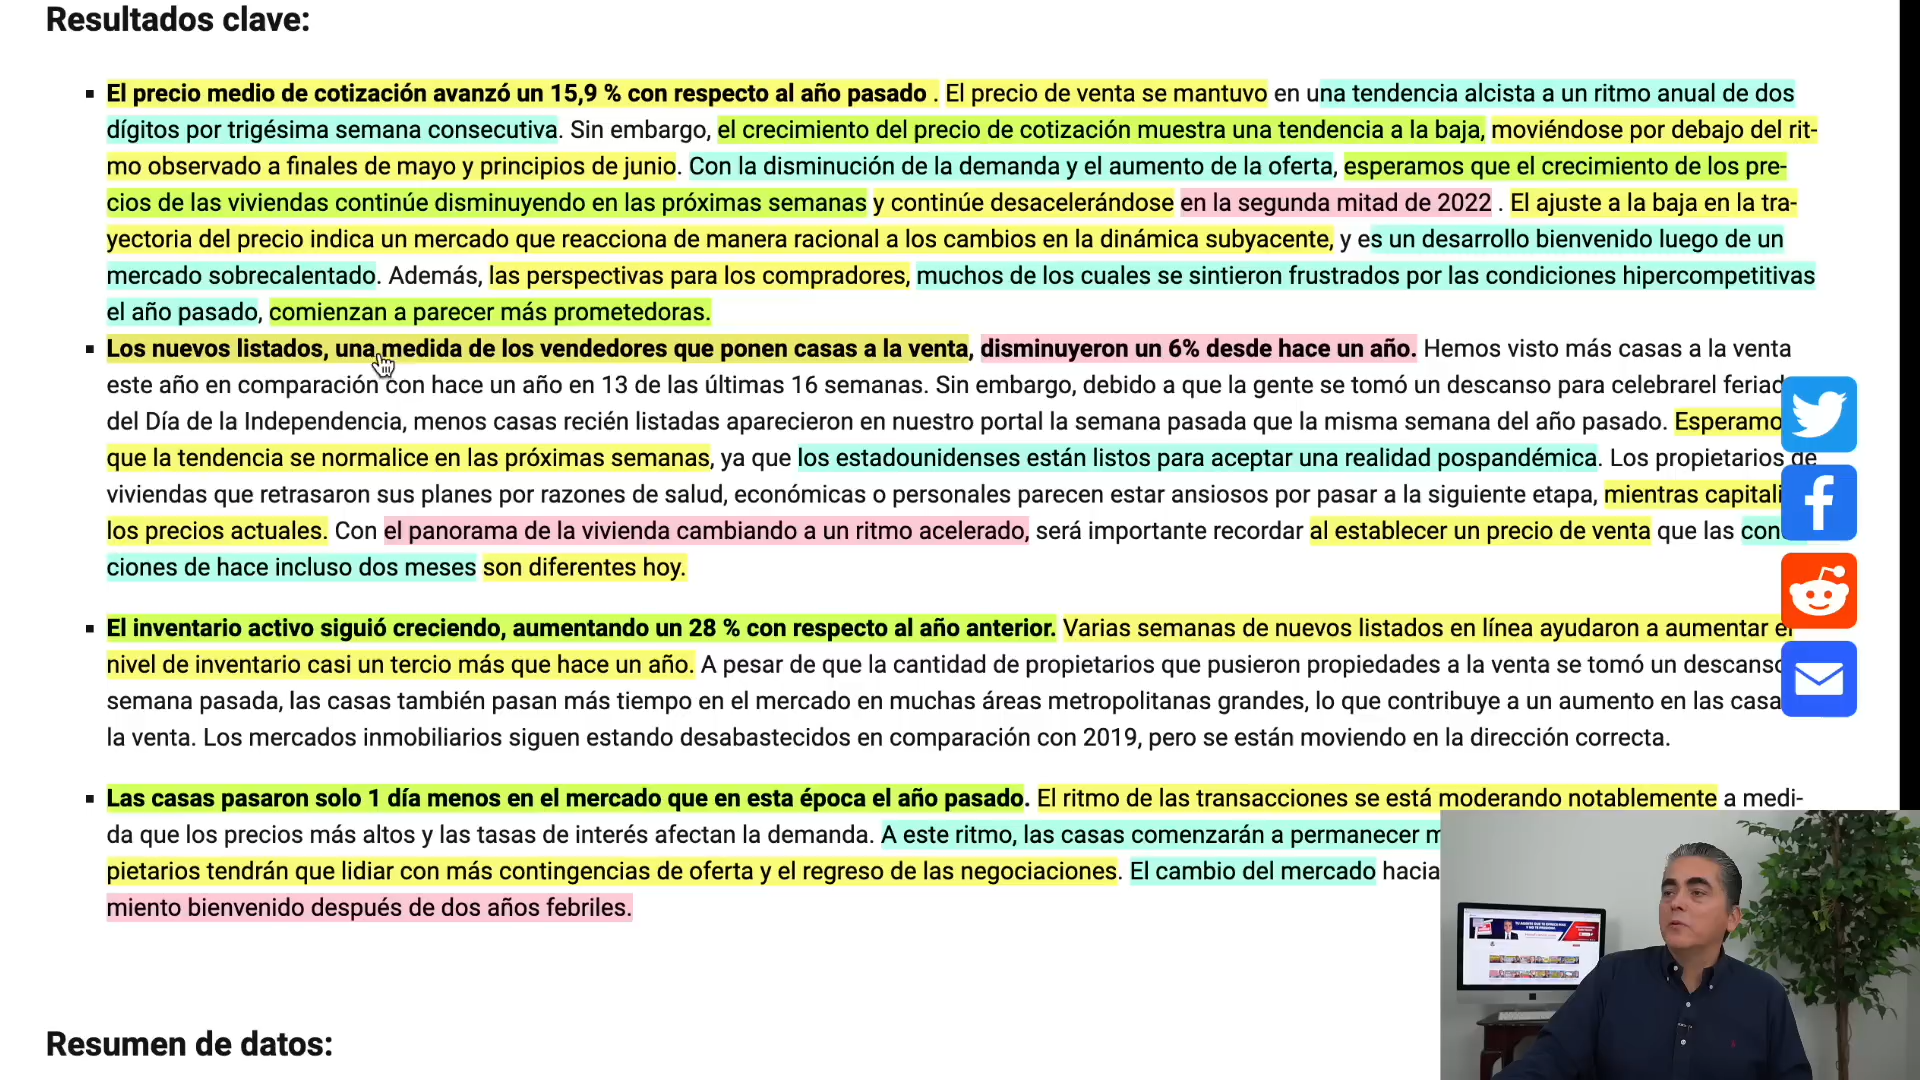 Resultados clave:
El precio medio de cotización avanzó un 15,9 % con respecto al año pasado . El precio de venta se mantuvo en una tendencia alcista a un ritmo anual de dos
dígitos por trigésima semana consecutiva. Sin embargo, el crecimiento del precio de cotización muestra una tendencia a la baja, moviéndose por debajo del rit-
mo observado a finales de mayo y principios de junio. Con la disminución de la demanda y el aumento de la oferta, esperamos que el crecimiento de los pre-
cios de las viviendas continúe disminuyendo en las próximas semanas y continúe desacelerándose en la segunda mitad de 2022 . El ajuste a la baja en la tra-
yectoria del precio indica un mercado que reacciona de manera racional a los cambios en la dinámica subyacente, y es un desarrollo bienvenido luego de un
mercado sobrecalentado. Además, las perspectivas para los compradores, muchos de los cuales se sintieron frustrados por las condiciones hipercompetitivas
el año pasado, comienzan a parecer más prometedoras.
Los nuevos listados, una medida de los vendedores que ponen casas a la venta, disminuyeron un 6% desde hace un año. Hemos visto más casas a la venta
este año en comparación con hace un año en 13 de las últimas 16 semanas. Sin embargo, debido a que la gente se tomó un descanso para celebrarel feriad
del Día de la Independencia, menos casas recién listadas aparecieron en nuestro portal la semana pasada que la misma semana del año pasado. Esperamo
que la tendencia se normalice en las próximas semanas, ya que los estadounidenses están listos para aceptar una realidad pospandémica. Los propietarios de
viviendas que retrasaron sus planes por razones de salud, económicas o personales parecen estar ansiosos por pasar a la siguiente etapa, mientras capitali
los precios actuales. Con el panorama de la vivienda cambiando a un ritmo acelerado, será importante recordar al establecer un precio de venta que las con
ciones de hace incluso dos meses son diferentes hoy.
El inventario activo siguió creciendo, aumentando un 28 % con respecto al año anterior. Varias semanas de nuevos listados en línea ayudaron a aumentar el
nivel de inventario casi un tercio más que hace un año. A pesar de que la cantidad de propietarios que pusieron propiedades a la venta se tomó un descanso
semana pasada, las casas también pasan más tiempo en el mercado en muchas áreas metropolitanas grandes, lo que contribuye a un aumento en las casa
la venta. Los mercados inmobiliarios siguen estando desabastecidos en comparación con 2019, pero se están moviendo en la dirección correcta.
Las casas pasaron solo 1 día menos en el mercado que en esta época el año pasado. El ritmo de las transacciones se está moderando notablemente a medi-
da que los precios más altos y las tasas de interés afectan la demanda. A este ritmo, las casas comenzarán a permanecer
pietarios tendrán que lidiar con más contingencias de oferta y el regreso de las negociaciones. El cambio del mercado hacia
miento bienvenido después de dos años febriles.
Resumen de datos: